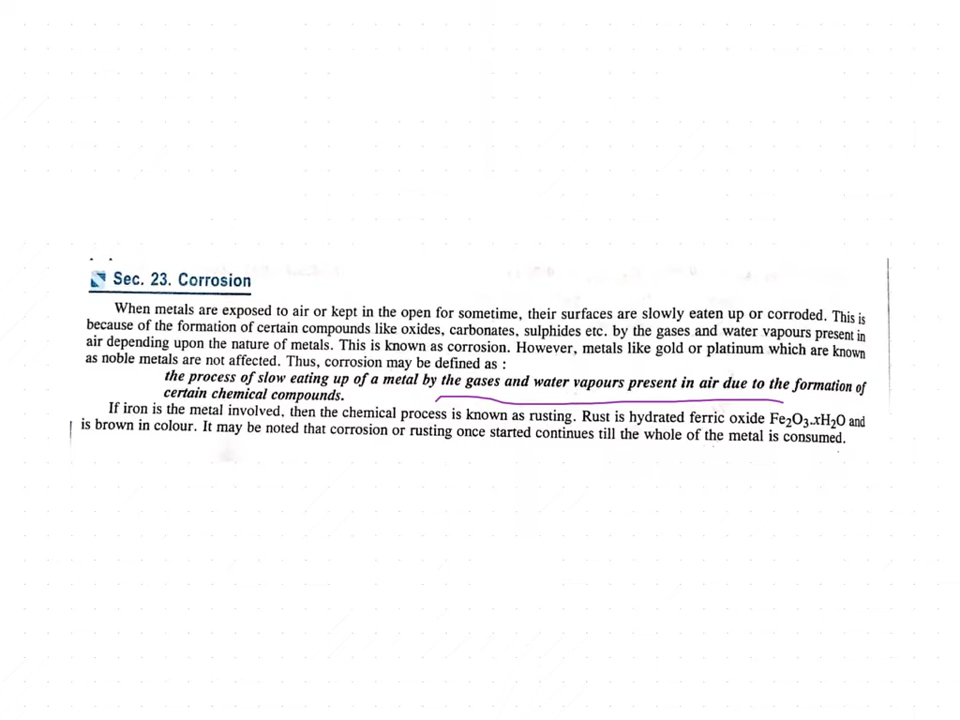 Sec. 23. Corrosion
When metals are exposed to air or kept in the open for sometime, their surfaces are slowly eaten up or corroded. This is
because of the formation of certain compounds like oxides, carbonates, sulphides etc. by the gases and water vapours present in
air depending upon the nature of metals. This is known as corrosion. However, metals like gold or platinum which are known
as noble metals are not affected. Thus, corrosion may be defined as :
the process of slow eating up of a metal by the gases and water vapours present in air due to the formation of
certain chemical compounds.
If iron is the metal involved, then the chemical process is known as rusting. Rust is hydrated ferric oxide Fe₂O₃.xH₂O and
is brown in colour. It may be noted that corrosion or rusting once started continues till the whole of the metal is consumed.